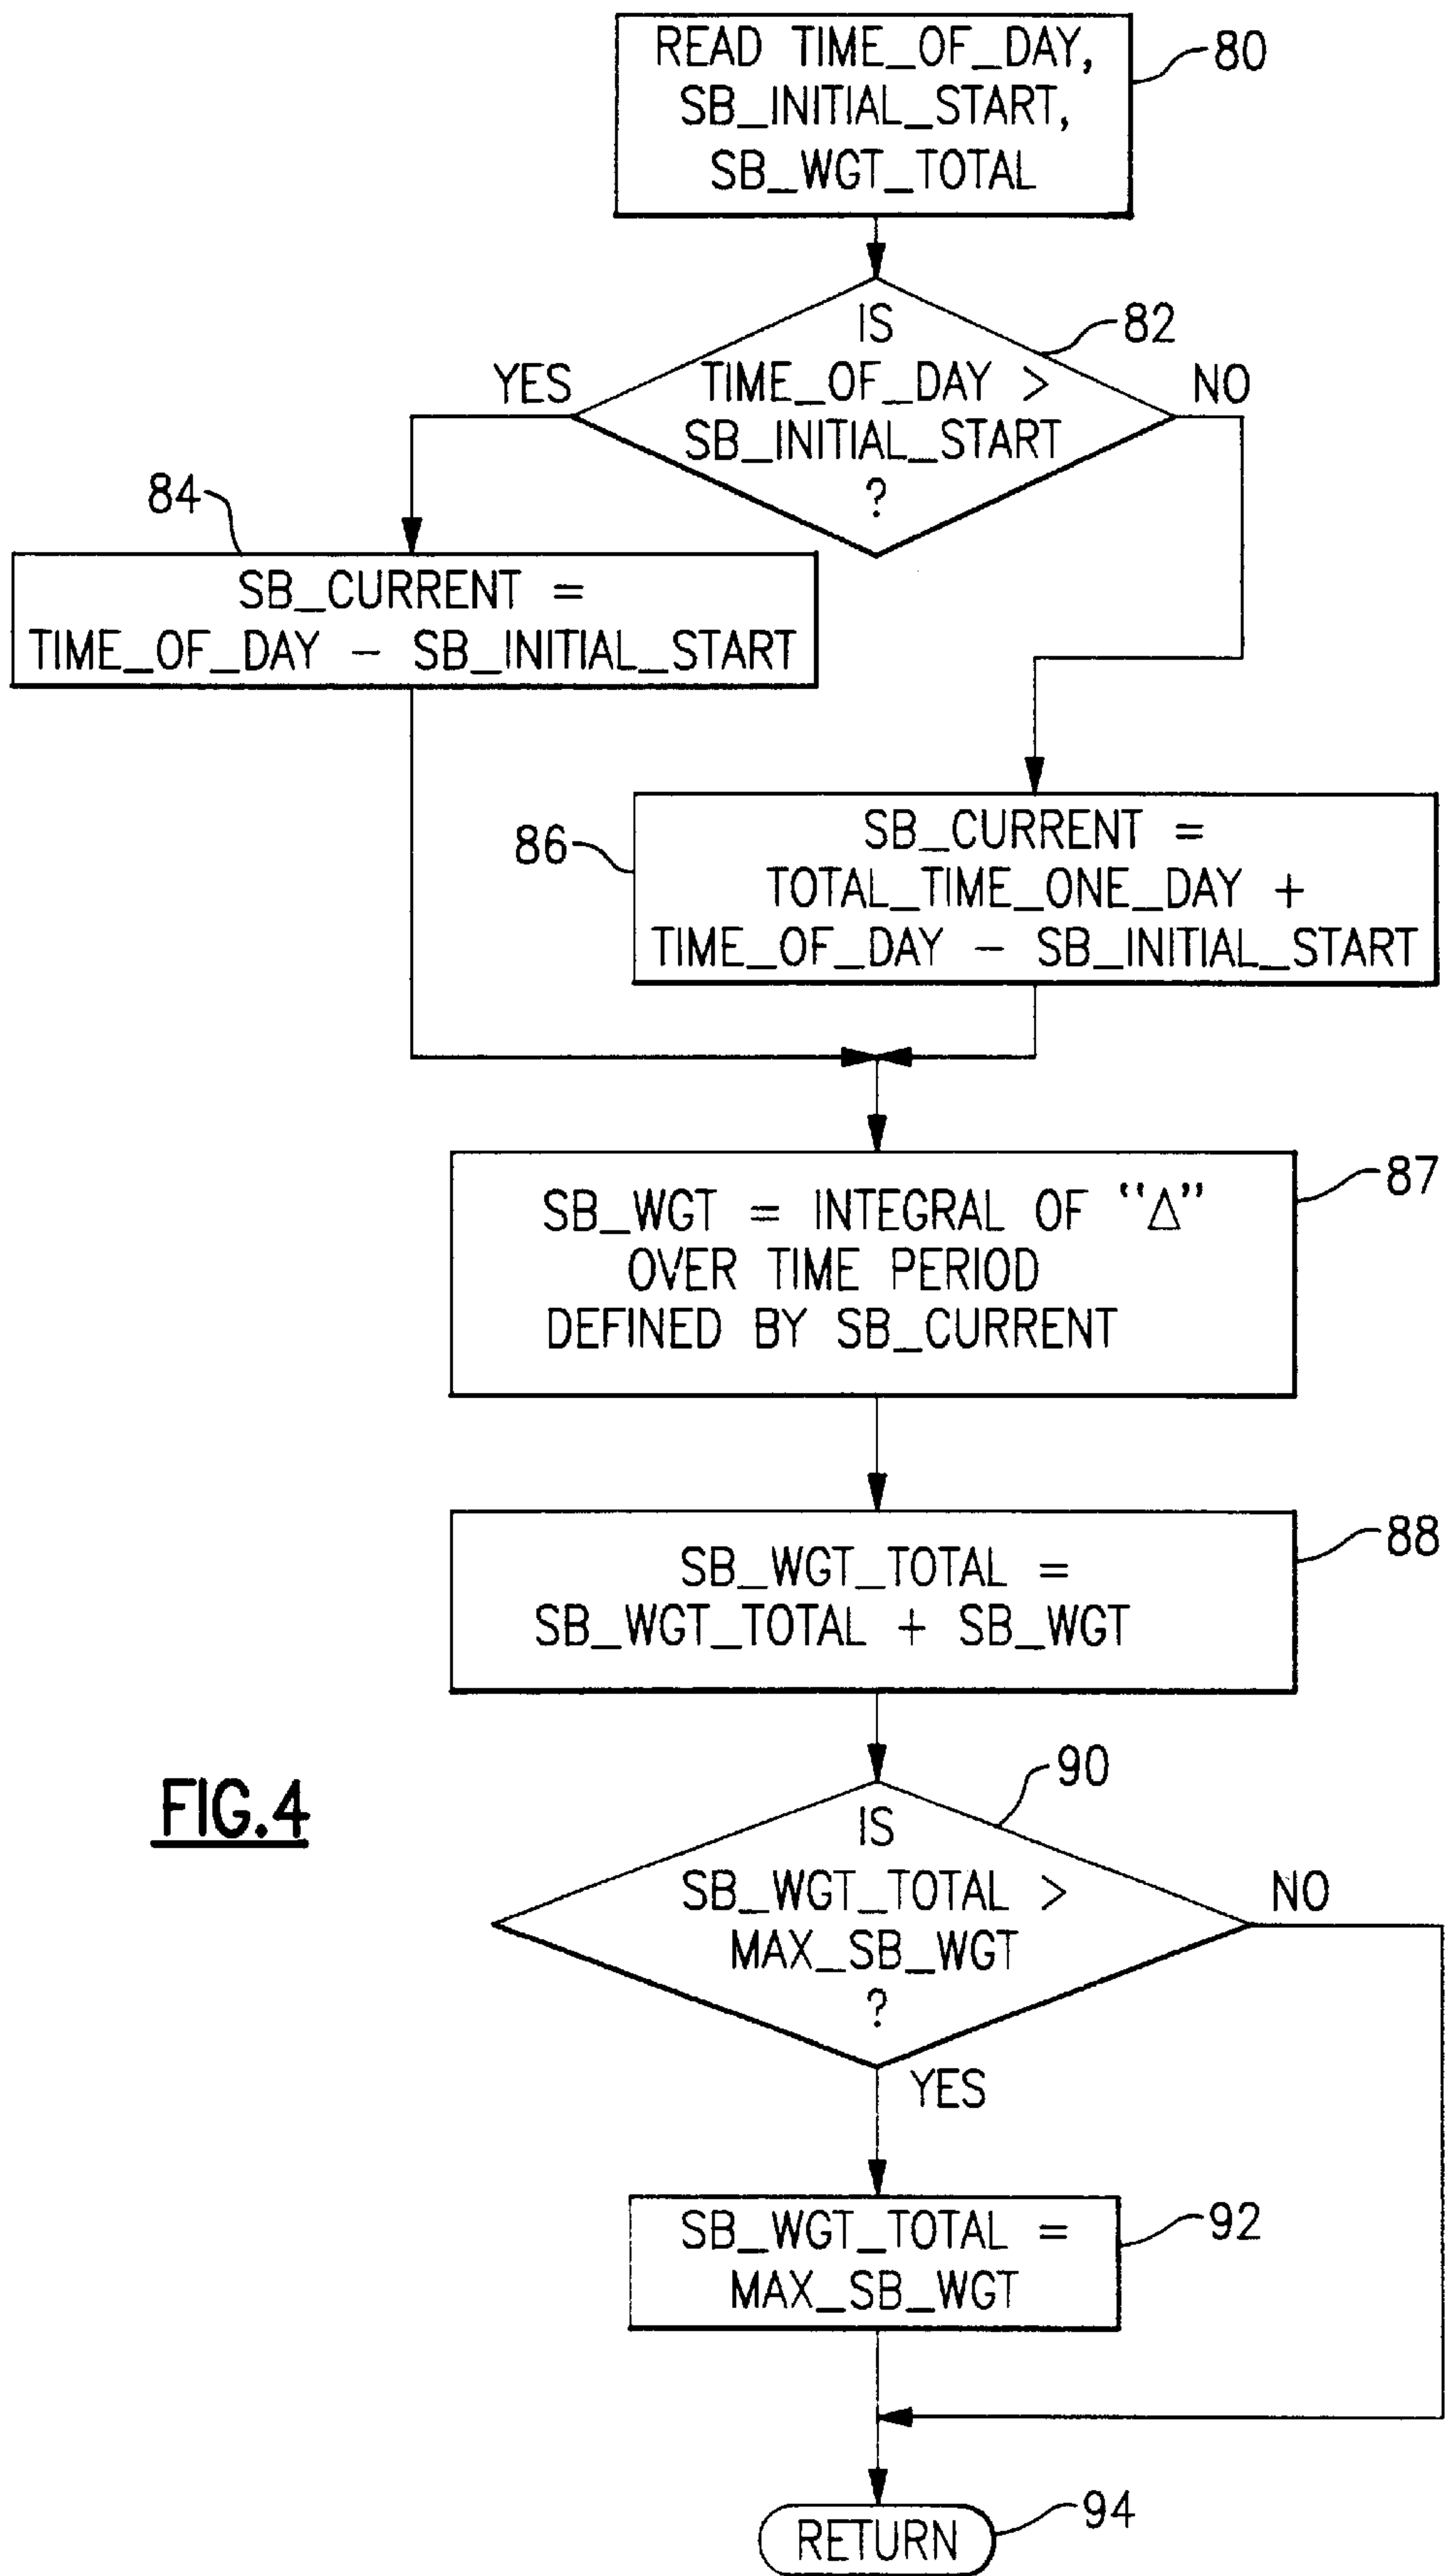 READ TIME_OF_DAY,
SB_INITIAL_START,
SB_WGT_TOTAL
80
IS
TIME_OF_DAY >
SB_INITIAL_START
?
82
YES
NO
84
SB_CURRENT =
TIME_OF_DAY – SB_INITIAL_START
86
SB_CURRENT =
TOTAL_TIME_ONE_DAY +
TIME_OF_DAY – SB_INITIAL_START
87
SB_WGT = INTEGRAL OF “Δ”
OVER TIME PERIOD
DEFINED BY SB_CURRENT
88
SB_WGT_TOTAL =
SB_WGT_TOTAL + SB_WGT
FIG.4
90
IS
SB_WGT_TOTAL >
MAX_SB_WGT
?
NO
YES
SB_WGT_TOTAL =
MAX_SB_WGT
92
RETURN
94